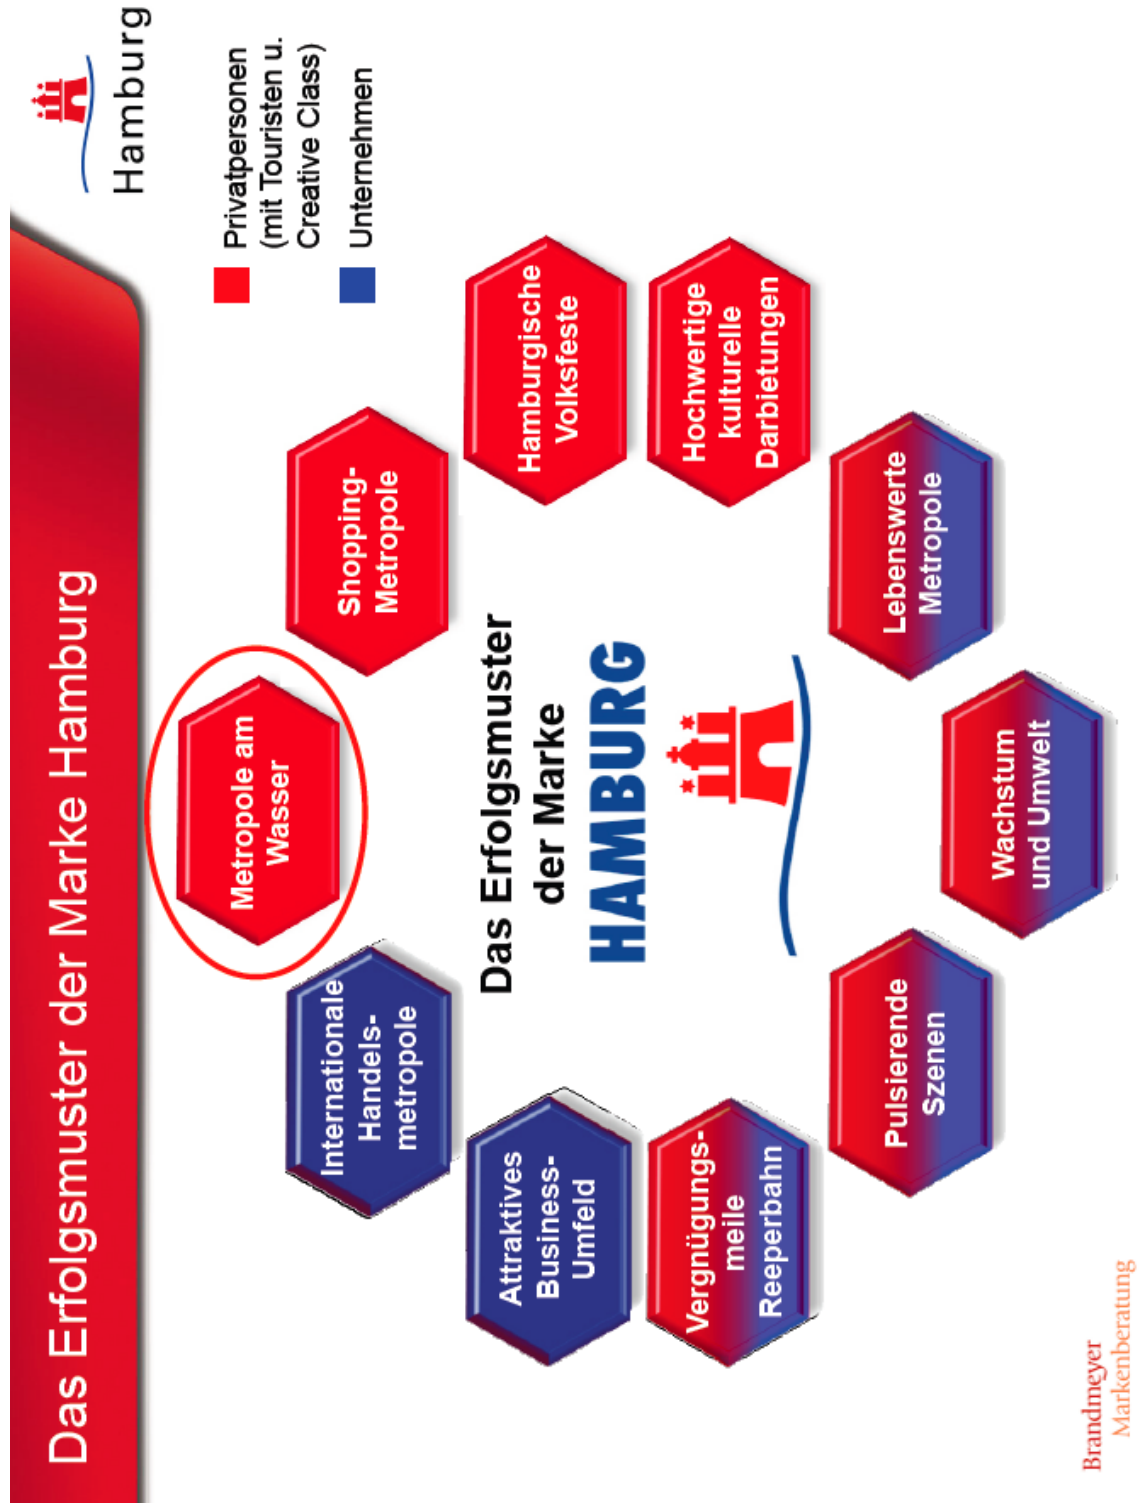 Das Erfolgsmuster der Marke Hamburg
Hamburg
Privatpersonen
(mit Touristen u.
Creative Class)
Unternehmen
Metropole am
Wasser
Shopping-
Metropole
Hamburgische
Volksfeste
Hochwertige
kulturelle
Darbietungen
Lebenswerte
Metropole
Wachstum
und Umwelt
Pulsierende
Szenen
Vergnügungs-
meile
Reeperbahn
Attraktives
Business-
Umfeld
Internationale
Handels-
metropole
Das Erfolgsmuster
der Marke
HAMBURG
Brandmeyer
Markenberatung